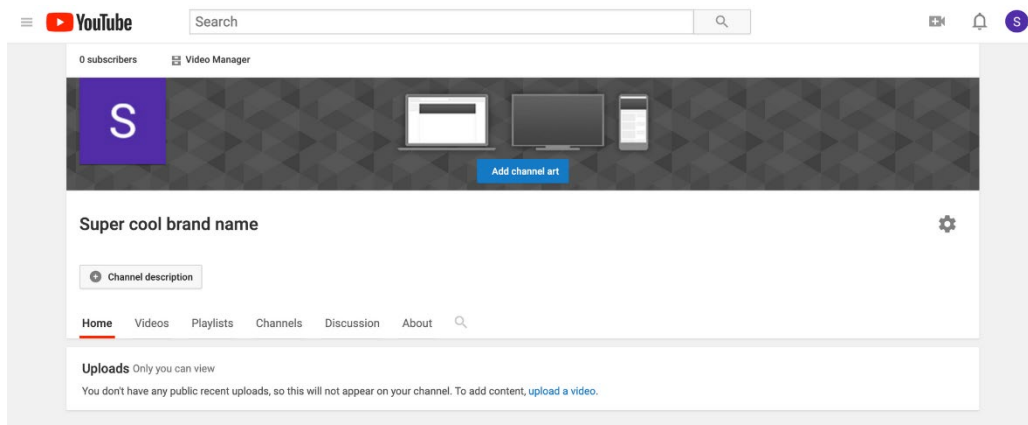 YouTube Search S
0 subscribers Video Manager
S
Add channel art
Super cool brand name
Channel description
Home Videos Playlists Channels Discussion About
Uploads Only you can view
You don't have any public recent uploads, so this will not appear on your channel. To add content, upload a video.